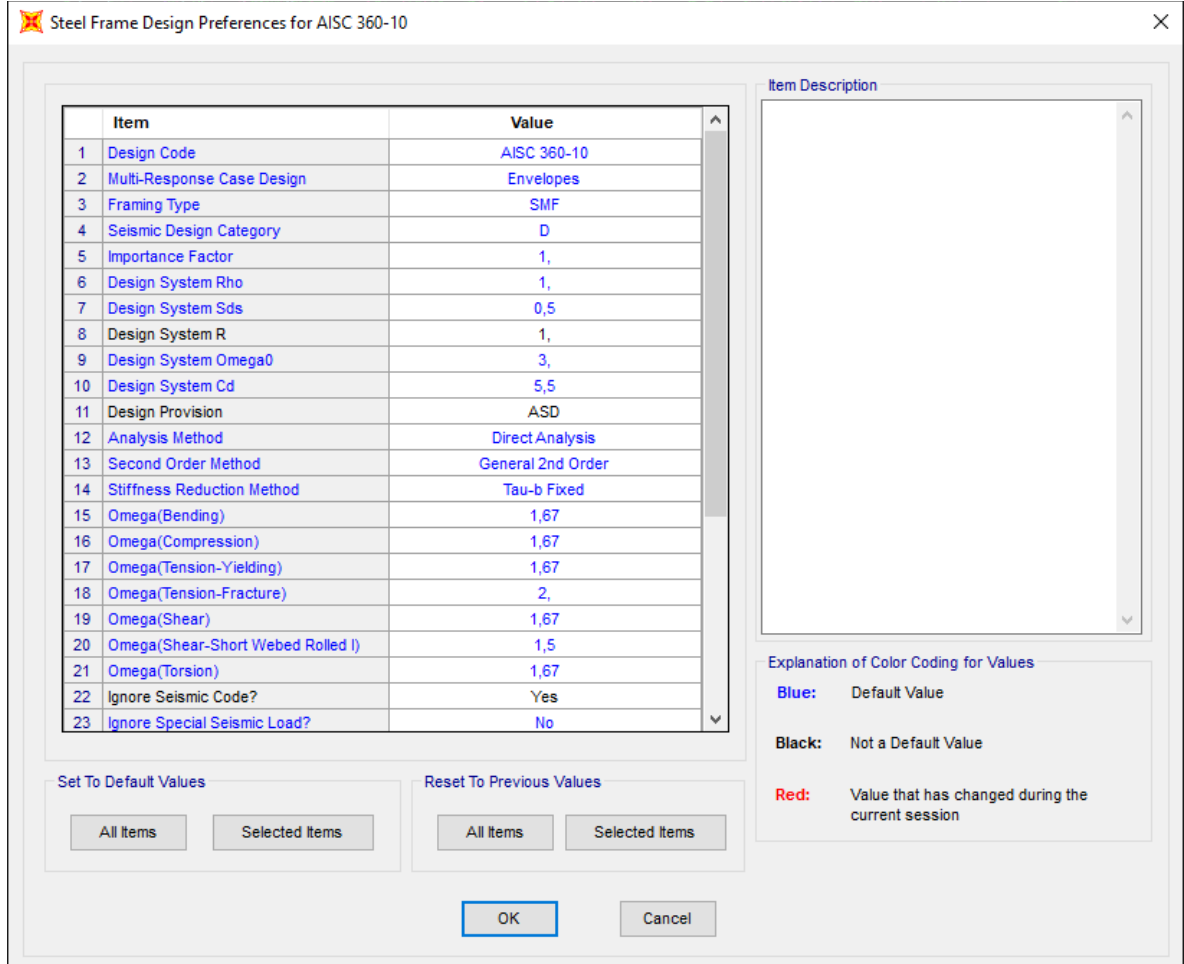 Steel Frame Design Preferences for AISC 360-10
Item Value
1 Design Code AISC 360-10
2 Multi-Response Case Design Envelopes
3 Framing Type SMF
4 Seismic Design Category D
5 Importance Factor 1,
6 Design System Rho 1,
7 Design System Sds 0,5
8 Design System R 1,
9 Design System Omega0 3,
10 Design System Cd 5,5
11 Design Provision ASD
12 Analysis Method Direct Analysis
13 Second Order Method General 2nd Order
14 Stiffness Reduction Method Tau-b Fixed
15 Omega(Bending) 1,67
16 Omega(Compression) 1,67
17 Omega(Tension-Yielding) 1,67
18 Omega(Tension-Fracture) 2,
19 Omega(Shear) 1,67
20 Omega(Shear-Short Webed Rolled I) 1,5
21 Omega(Torsion) 1,67
22 Ignore Seismic Code? Yes
23 Ignore Special Seismic Load? No
Item Description
Explanation of Color Coding for Values
Blue: Default Value
Black: Not a Default Value
Red: Value that has changed during the
current session
Set To Default Values
All Items Selected Items
Reset To Previous Values
All Items Selected Items
OK Cancel